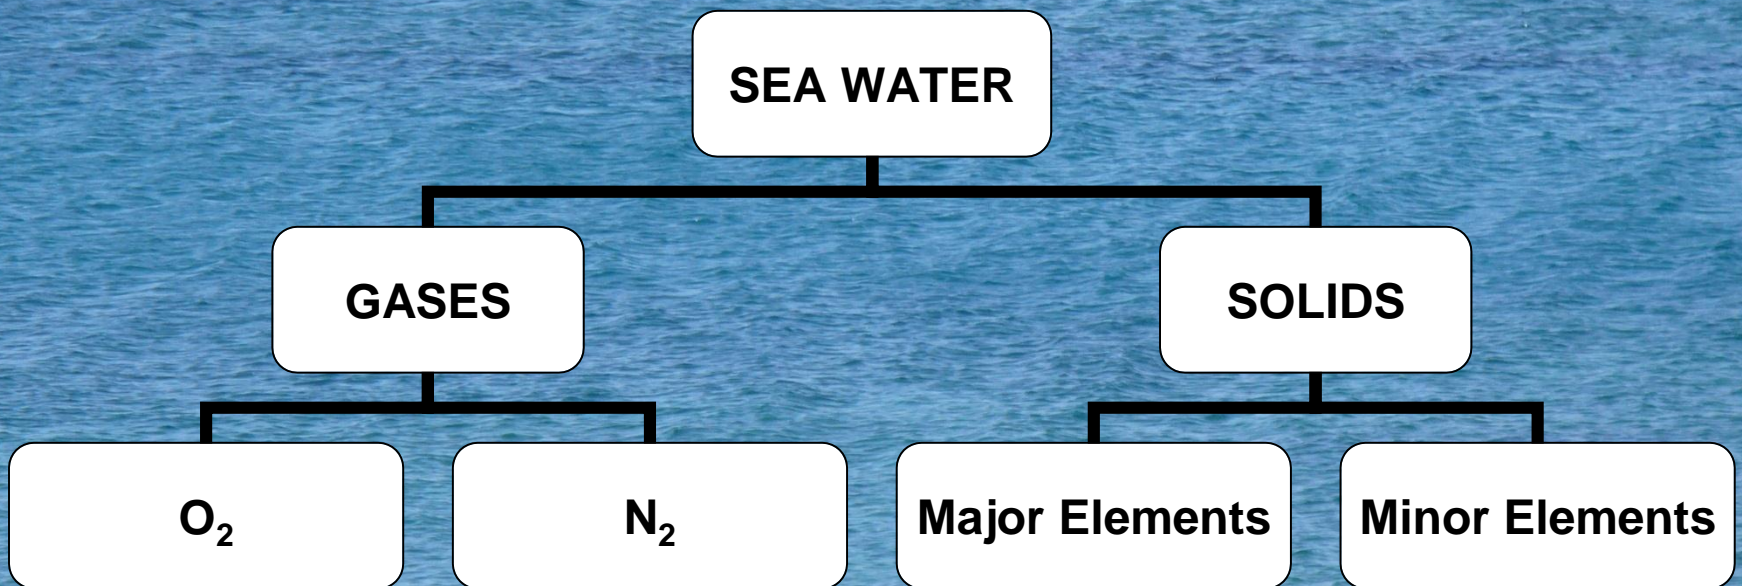 SEA WATER
GASES
SOLIDS
O₂
N₂
Major Elements
Minor Elements